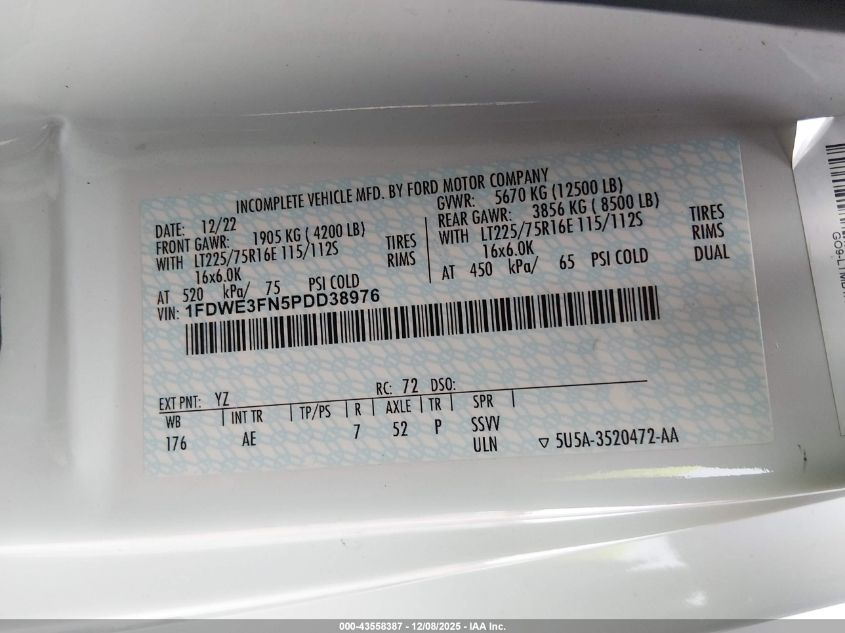 INCOMPLETE VEHICLE MFD. BY FORD MOTOR COMPANY
DATE: 12/22
FRONT GAWR: 1905 KG ( 4200 LB)
WITH LT225/75R16E 115/112S TIRES
16x6.0K RIMS
AT 520 kPa/ 75 PSI COLD
GVWR: 5670 KG (12500 LB)
REAR GAWR: 3856 KG ( 8500 LB)
WITH LT225/75R16E 115/112S TIRES
16x6.0K RIMS
AT 450 kPa/ 65 PSI COLD DUAL
VIN: 1FDWE3FN5PDD38976
EXT PNT: YZ RC: 72 DSO:
WB INT TR TP/PS R AXLE TR SPR
176 AE 7 52 P SSVV
ULN ▽ 5U5A-3520472-AA
000-43558387 - 12/08/2025 - IAA Inc.